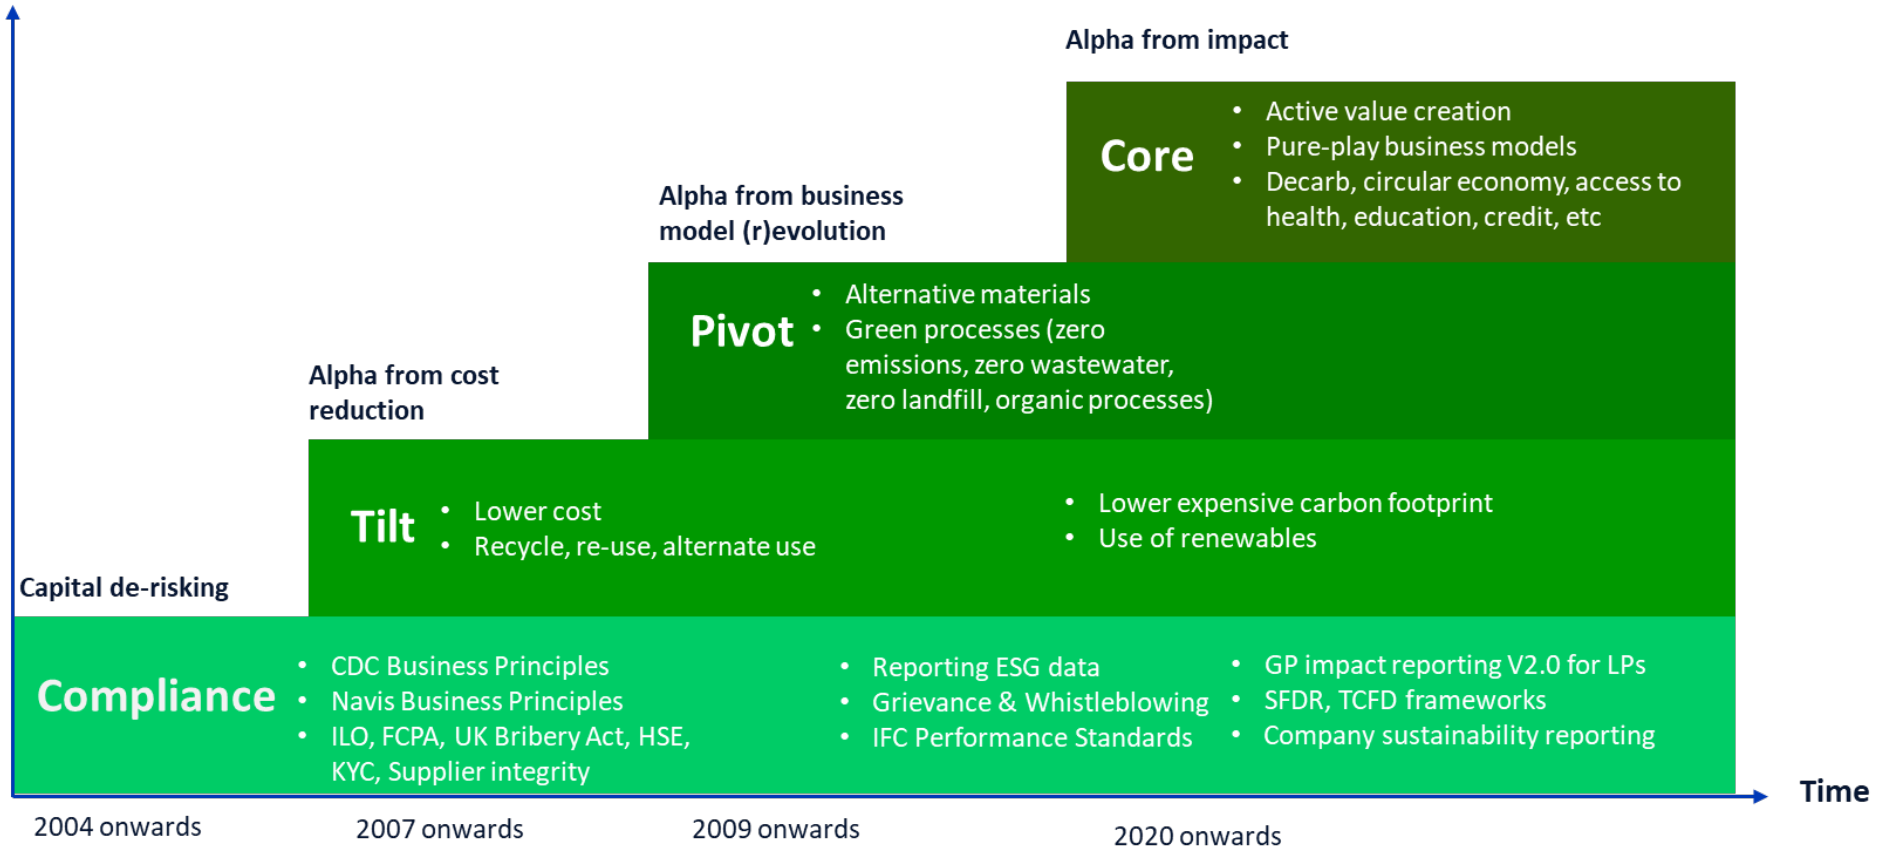 Alpha from impact
Core
• Active value creation
• Pure-play business models
• Decarb, circular economy, access to
health, education, credit, etc
Alpha from business
model (r)evolution
Pivot
• Alternative materials
• Green processes (zero
emissions, zero wastewater,
zero landfill, organic processes)
Alpha from cost
reduction
Tilt
• Lower cost
• Recycle, re-use, alternate use
• Lower expensive carbon footprint
• Use of renewables
Capital de-risking
Compliance
• CDC Business Principles
• Navis Business Principles
• ILO, FCPA, UK Bribery Act, HSE,
KYC, Supplier integrity
• Reporting ESG data
• Grievance & Whistleblowing
• IFC Performance Standards
• GP impact reporting V2.0 for LPs
• SFDR, TCFD frameworks
• Company sustainability reporting
Time
2004 onwards
2007 onwards
2009 onwards
2020 onwards